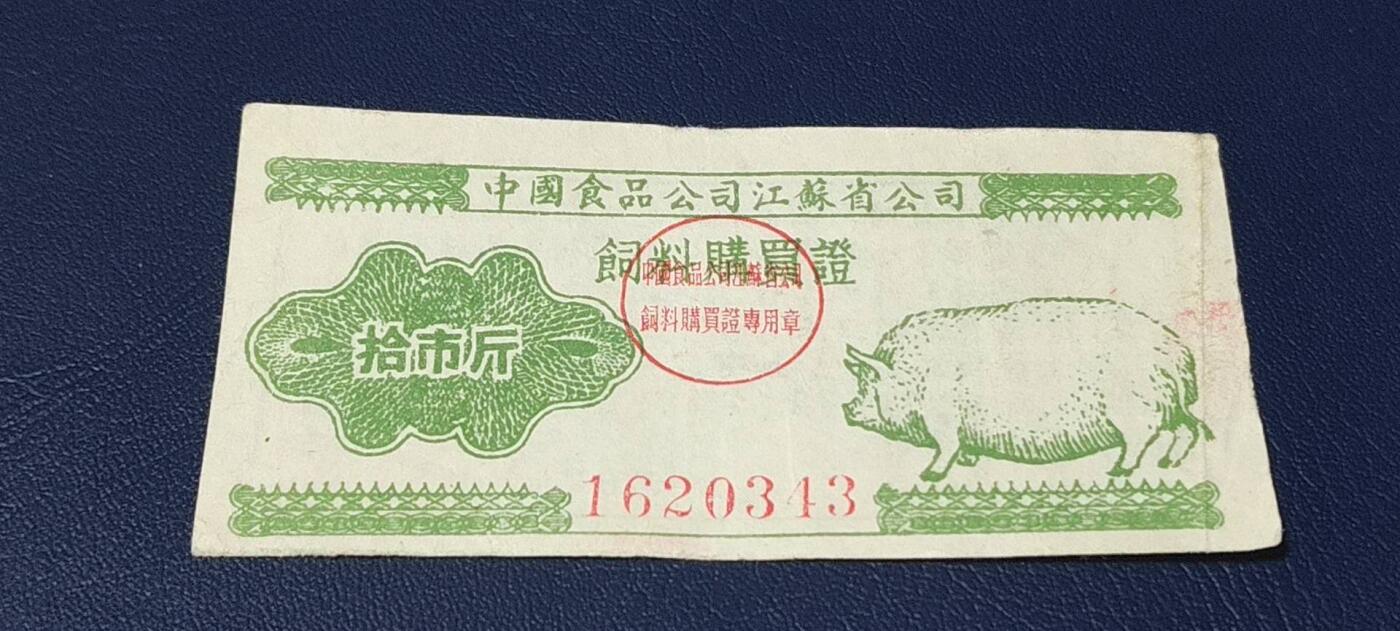 中國食品公司江蘇省公司
飼料購買證
中國食品公司江蘇省公司
飼料購買證專用章
拾市斤
1620343